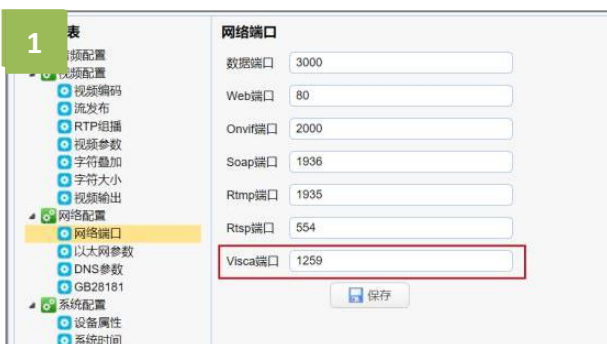 1
表
网络端口
音频配置
视频配置
视频编码
流发布
RTP组播
视频参数
字符叠加
字符大小
视频输出
网络配置
网络端口
以太网参数
DNS参数
GB28181
系统配置
设备属性
系统时间
数据端口 3000
Web端口 80
Onvif端口 2000
Soap端口 1936
Rtmp端口 1935
Rtsp端口 554
Visca端口 1259
保存